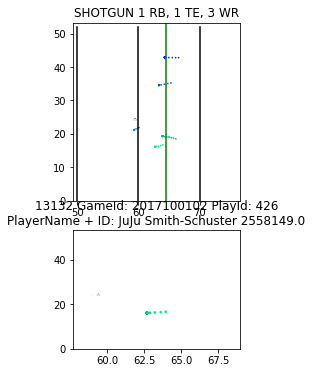 SHOTGUN 1 RB, 1 TE, 3 WR
50
40
30
20
10
0
50 60 70
13132 GameId: 2017100102 PlayId: 426
PlayerName + ID: JuJu Smith-Schuster 2558149.0
40
20
0
60.0 62.5 65.0 67.5